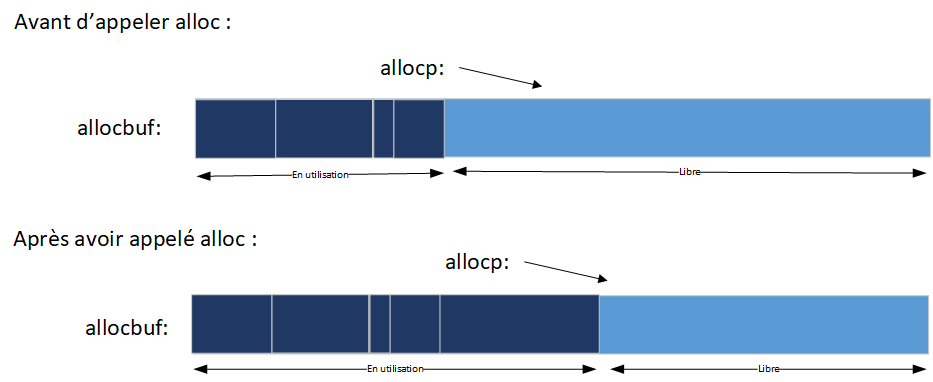 Avant d’appeler alloc :
allocp:
allocbuf:
En utilisation
Libre
Après avoir appelé alloc :
allocp:
allocbuf:
En utilisation
Libre